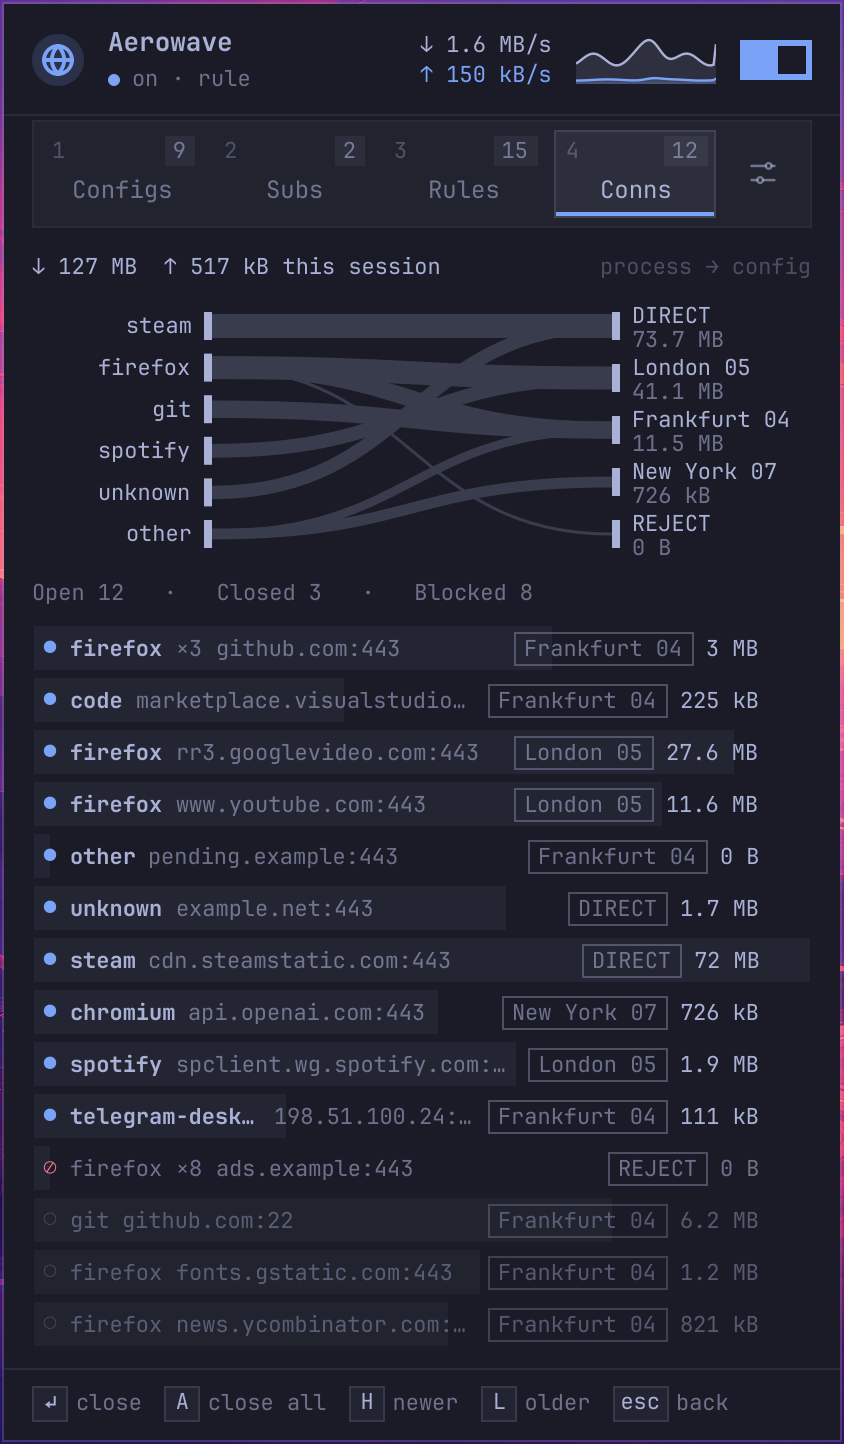 Aerowave
on · rule
↓ 1.6 MB/s
↑ 150 kB/s
1 9 2 2 3 15 4 12
Configs Subs Rules Conns
↓ 127 MB ↑ 517 kB this session process → config
steam
firefox
git
spotify
unknown
other
DIRECT
73.7 MB
London 05
41.1 MB
Frankfurt 04
11.5 MB
New York 07
726 kB
REJECT
0 B
Open 12 · Closed 3 · Blocked 8
firefox ×3 github.com:443 Frankfurt 04 3 MB
code marketplace.visualstudio… Frankfurt 04 225 kB
firefox rr3.googlevideo.com:443 London 05 27.6 MB
firefox www.youtube.com:443 London 05 11.6 MB
other pending.example:443 Frankfurt 04 0 B
unknown example.net:443 DIRECT 1.7 MB
steam cdn.steamstatic.com:443 DIRECT 72 MB
chromium api.openai.com:443 New York 07 726 kB
spotify spclient.wg.spotify.com:… London 05 1.9 MB
telegram-desk… 198.51.100.24:… Frankfurt 04 111 kB
firefox ×8 ads.example:443 REJECT 0 B
git github.com:22 Frankfurt 04 6.2 MB
firefox fonts.gstatic.com:443 Frankfurt 04 1.2 MB
firefox news.ycombinator.com:… Frankfurt 04 821 kB
↵ close A close all H newer L older esc back